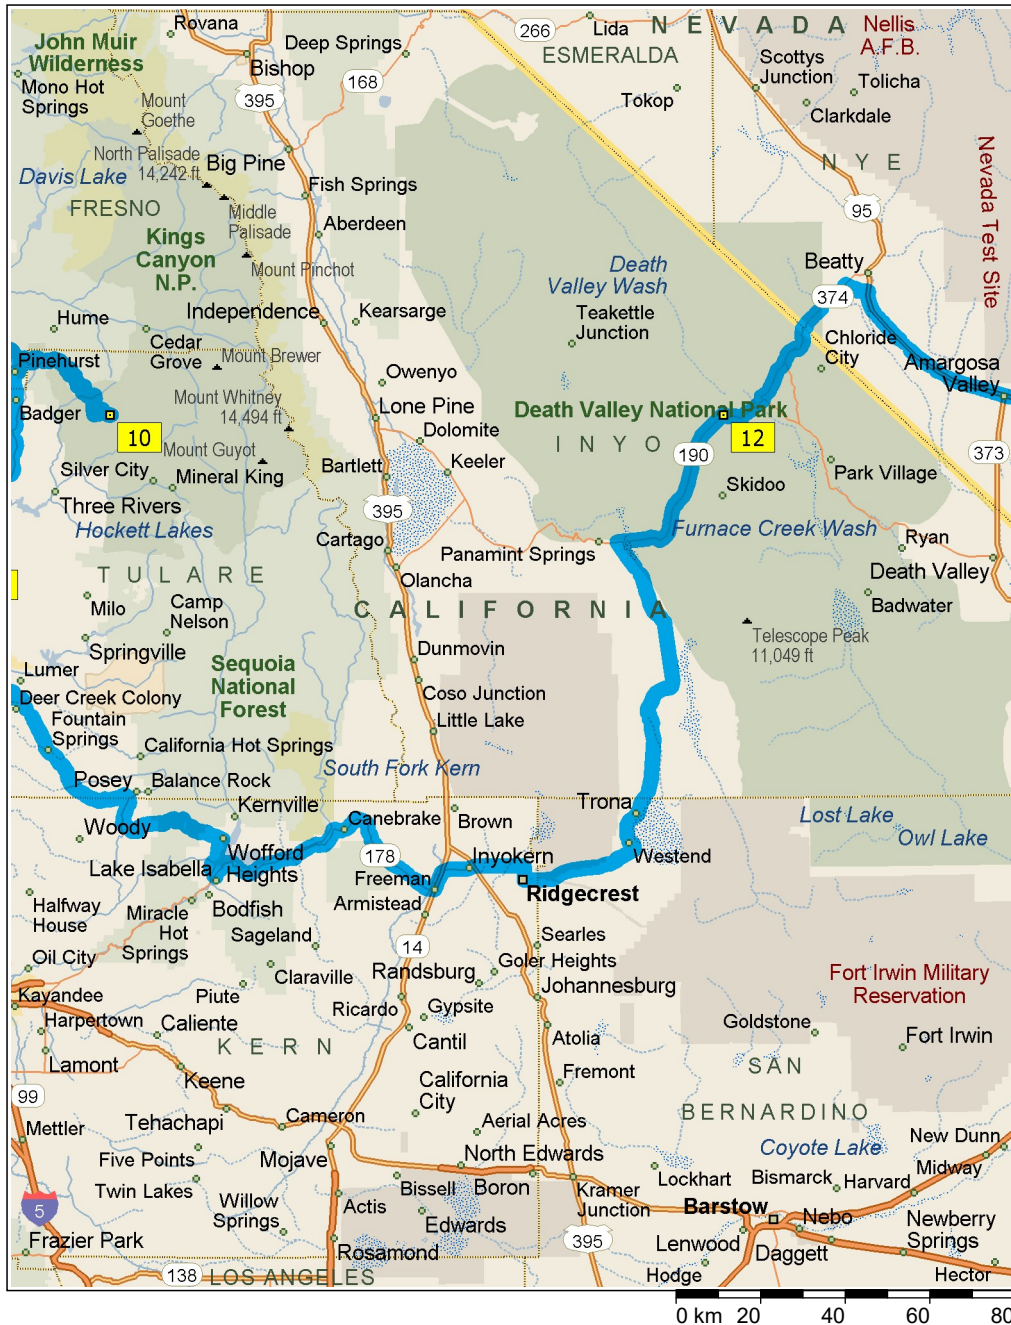 Rovana
Lida
NEVADA
266
John Muir
Wilderness
Deep Springs
ESMERALDA
Nellis
A.F.B.
Bishop
Scottys
Junction
Mono Hot
Springs
168
Tolicha
395
Mount
Goethe
Tokop
Clarkdale
North Palisade
14,242 ft
Big Pine
NYE
Nevada Test Site
Davis Lake
Fish Springs
FRESNO
Middle
Palisade
95
Kings
Canyon
N.P.
Aberdeen
Mount Pinchot
Death
Valley Wash
Beatty
374
Hume
Independence
Kearsarge
Teakettle
Junction
Cedar
Grove
Chloride
City
Pinehurst
Mount Brewer
Amargosa
Valley
Owenyo
Badger
Mount Whitney
14,494 ft
Lone Pine
Death Valley National Park
10
Dolomite
INYO
12
Mount Guyot
190
373
Silver City
Mineral King
Bartlett
Keeler
Park Village
Skidoo
Three Rivers
395
Hockett Lakes
Furnace Creek Wash
Cartago
Panamint Springs
Ryan
TULARE
Olancha
Death Valley
Milo
Camp
Nelson
CALIFORNIA
Badwater
Springville
Telescope Peak
11,049 ft
Dunmovin
Lumer
Sequoia
National
Forest
Deer Creek Colony
Coso Junction
Fountain
Springs
Little Lake
California Hot Springs
South Fork Kern
Posey
Balance Rock
Kernville
Trona
Canebrake
Brown
Lost Lake
Woody
Owl Lake
Wofford
Heights
178
Inyokern
Westend
Lake Isabella
Freeman
Ridgecrest
Halfway
House
Armistead
Miracle
Hot
Springs
Bodfish
Sageland
Searles
14
Oil City
Claraville
Randsburg
Goler Heights
Fort Irwin Military
Reservation
Kayandee
Piute
Johannesburg
Ricardo
Gypsite
Harpertown
Caliente
Goldstone
KERN
Cantil
Atolia
Fort Irwin
Lamont
Keene
Fremont
SAN
BERNARDINO
99
California
City
Tehachapi
Cameron
Mettler
Aerial Acres
New Dunn
Five Points
Mojave
North Edwards
Coyote Lake
Midway
Twin Lakes
Bissell
Boron
Lockhart
Bismarck
Harvard
Kramer
Junction
5
Willow
Springs
Actis
Edwards
Barstow
Nebo
Newberry
Springs
Frazier Park
Rosamond
395
Lenwood
Daggett
138
LOS ANGELES
Hodge
Hector
0 km 20 40 60 80